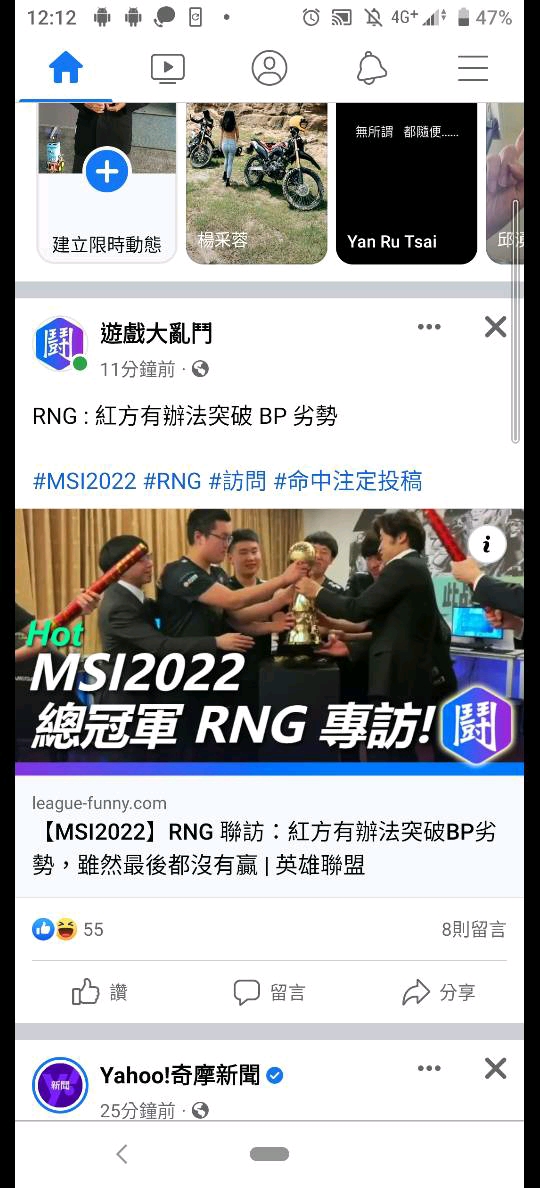 12:12
4G+
47%
無所謂 都隨便......
建立限時動態
楊采蓉
Yan Ru Tsai
邱
鬪
遊戲大亂鬥
11分鐘前 ·
RNG : 紅方有辦法突破 BP 劣勢
#MSI2022 #RNG #訪問 #命中注定投稿
Hot
MSI2022
總冠軍 RNG 專訪!
鬪
league-funny.com
【MSI2022】RNG 聯訪：紅方有辦法突破BP劣
勢，雖然最後都沒有贏 | 英雄聯盟
55
8則留言
讚
留言
分享
新聞
Yahoo!奇摩新聞
25分鐘前 ·